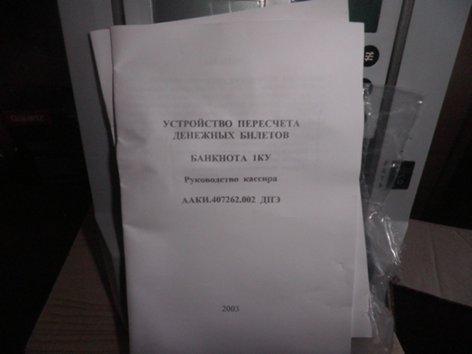 УСТРОЙСТВО ПЕРЕСЧЕТА
ДЕНЕЖНЫХ БИЛЕТОВ
БАНКНОТА 1КУ
Руководство кассира
ААКИ.407262.002 ДПЭ
2003